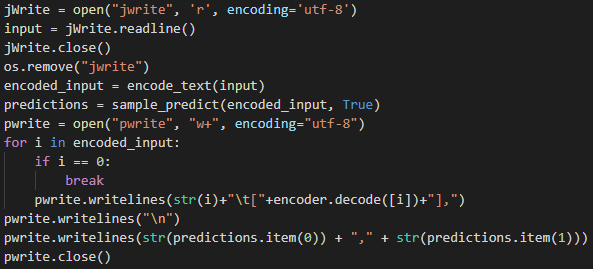 jWrite = open("jwrite", 'r', encoding='utf-8')
input = jWrite.readline()
jWrite.close()
os.remove("jwrite")
encoded_input = encode_text(input)
predictions = sample_predict(encoded_input, True)
pwrite = open("pwrite", "w+", encoding="utf-8")
for i in encoded_input:
    if i == 0:
        break
    pwrite.writelines(str(i)+"\t["+encoder.decode([i])+"],")
pwrite.writelines("\n")
pwrite.writelines(str(predictions.item(0)) + "," + str(predictions.item(1)))
pwrite.close()